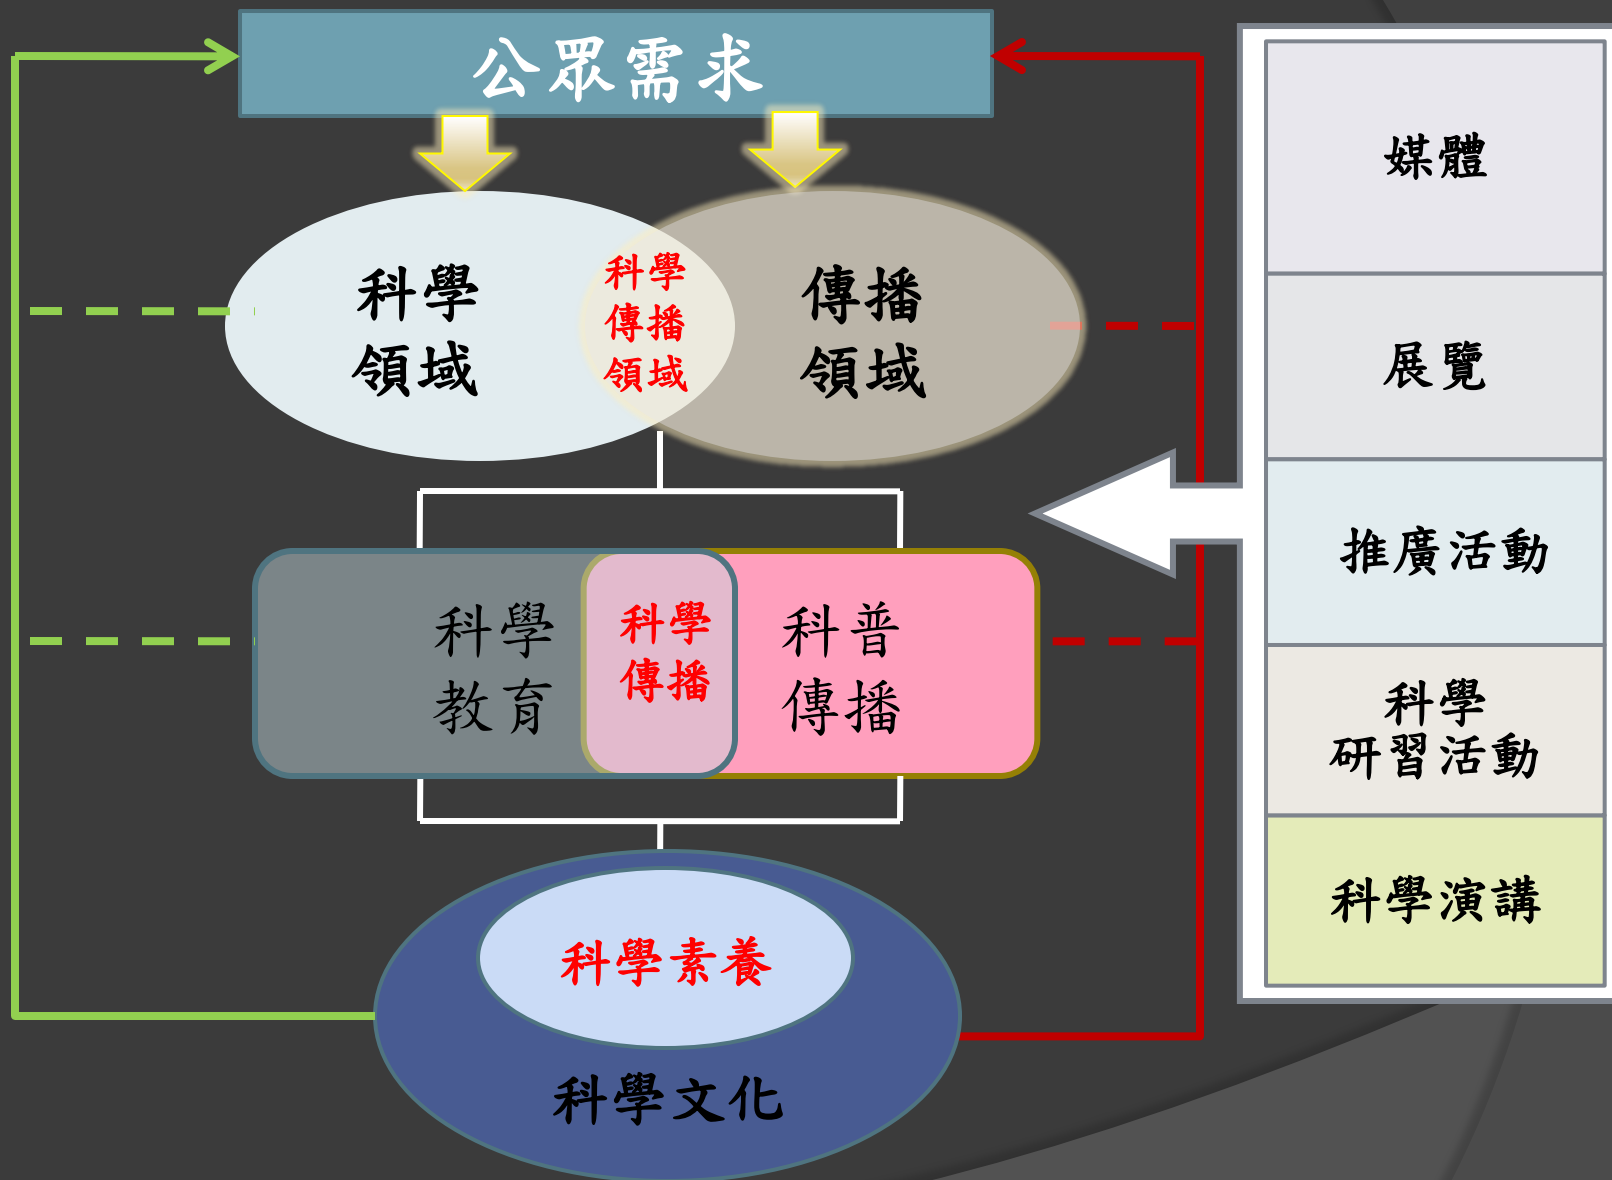 公眾需求
科學
領域
科學
傳播
領域
傳播
領域
科學
教育
科學
傳播
科普
傳播
科學素養
科學文化
媒體
展覽
推廣活動
科學
研習活動
科學演講